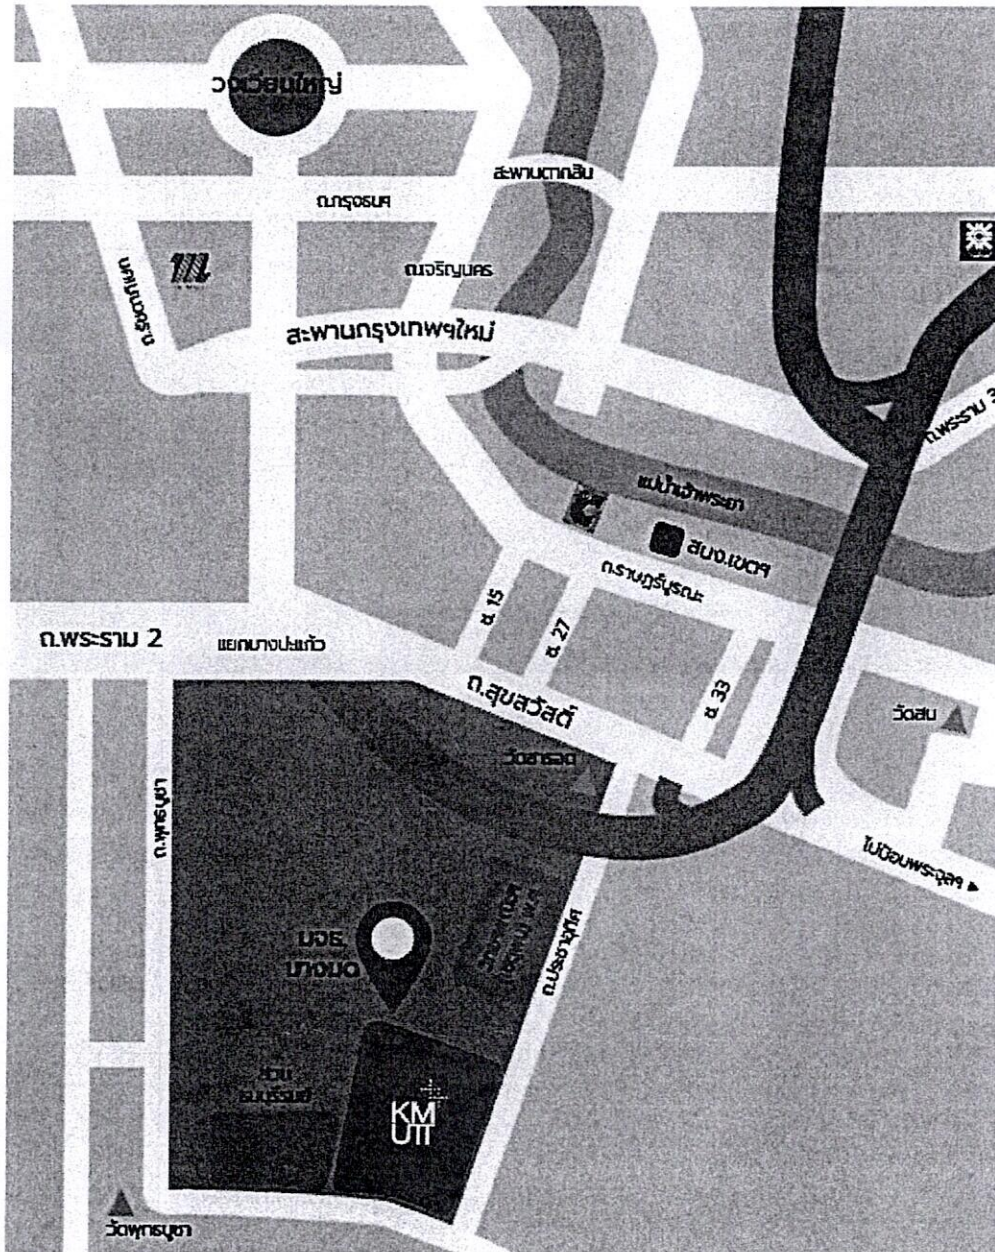 วงเวียนใหญ่
สะพานตากสิน
ถ.กรุงธนฯ
ถ.เจริญนคร
ถ.รัชดาภิเษก
สะพานกรุงเทพฯใหม่
ถ.พระราม 3
แม่น้ำเจ้าพระยา
สนง.เขตฯ
ถ.ราษฎร์บูรณะ
ซ. 15
ซ. 27
ซ. 33
ถ.พระราม 2
แยกบางปะแก้ว
ถ.สุขสวัสดิ์
วัดสน
ถ.พุทธบูชา
ไปป้อมพระจุลฯ
มจธ.
บางมด
ถ.ประชาอุทิศ
สวน
ธนบุรีรมย์
KM
UTT
วัดพุทธบูชา